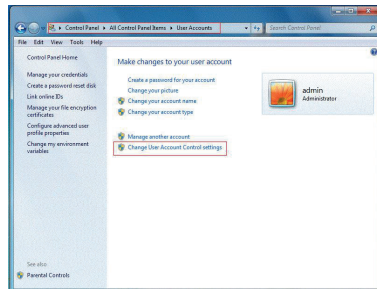 Control Panel ▸ All Control Panel Items ▸ User Accounts
Search Control Panel
File Edit View Tools Help
Control Panel Home
Manage your credentials
Create a password reset disk
Link online IDs
Manage your file encryption
certificates
Configure advanced user
profile properties
Change my environment
variables
See also
Parental Controls
Make changes to your user account
Create a password for your account
Change your picture
Change your account name
Change your account type
Manage another account
Change User Account Control settings
admin
Administrator